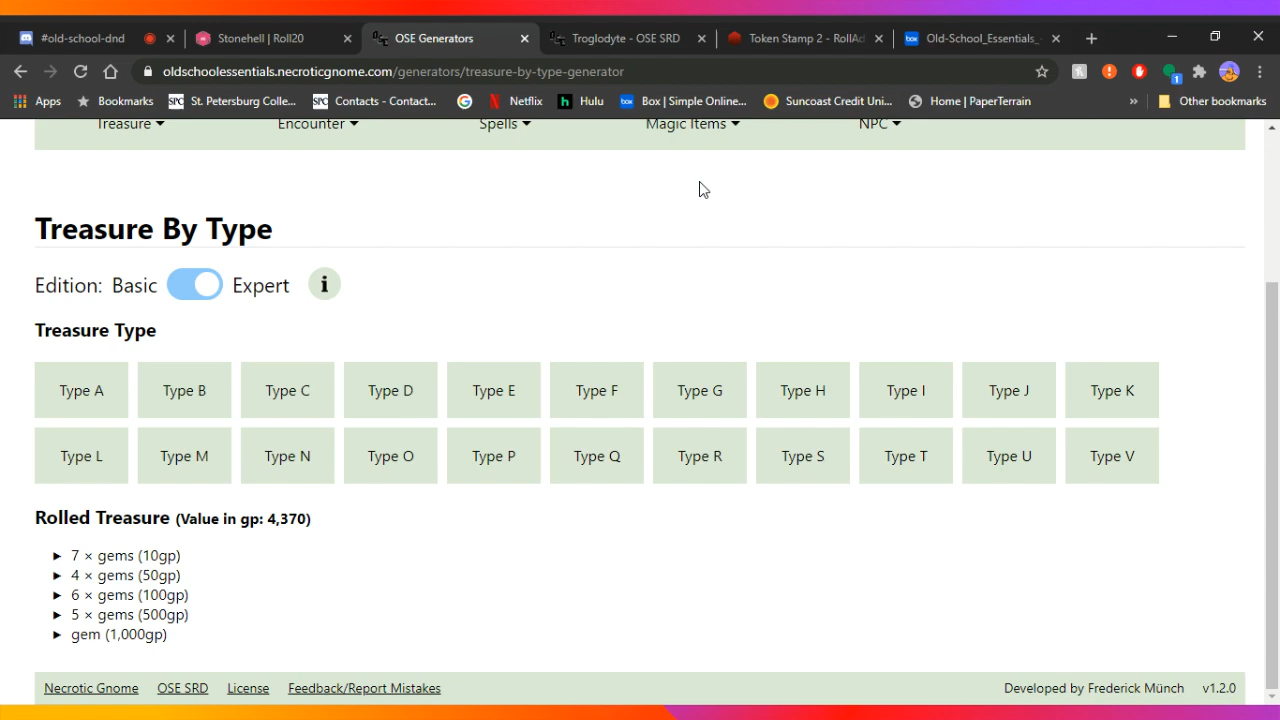 #old-school-dnd Stonehell | Roll20 OSE Generators Troglodyte - OSE SRD Token Stamp 2 - RollAd Old-School_Essentials_
oldschoolessentials.necroticgnome.com/generators/treasure-by-type-generator 1
Apps Bookmarks SPC St. Petersburg Colle... SPC Contacts - Contact... Netflix h Hulu box Box | Simple Online... Suncoast Credit Uni... Home | PaperTerrain » Other bookmarks
Treasure Encounter Spells Magic Items NPC
Treasure By Type
Edition: Basic Expert i
Treasure Type
Type A Type B Type C Type D Type E Type F Type G Type H Type I Type J Type K
Type L Type M Type N Type O Type P Type Q Type R Type S Type T Type U Type V
Rolled Treasure (Value in gp: 4,370)
7 × gems (10gp)
4 × gems (50gp)
6 × gems (100gp)
5 × gems (500gp)
gem (1,000gp)
Necrotic Gnome OSE SRD License Feedback/Report Mistakes Developed by Frederick Münch v1.2.0